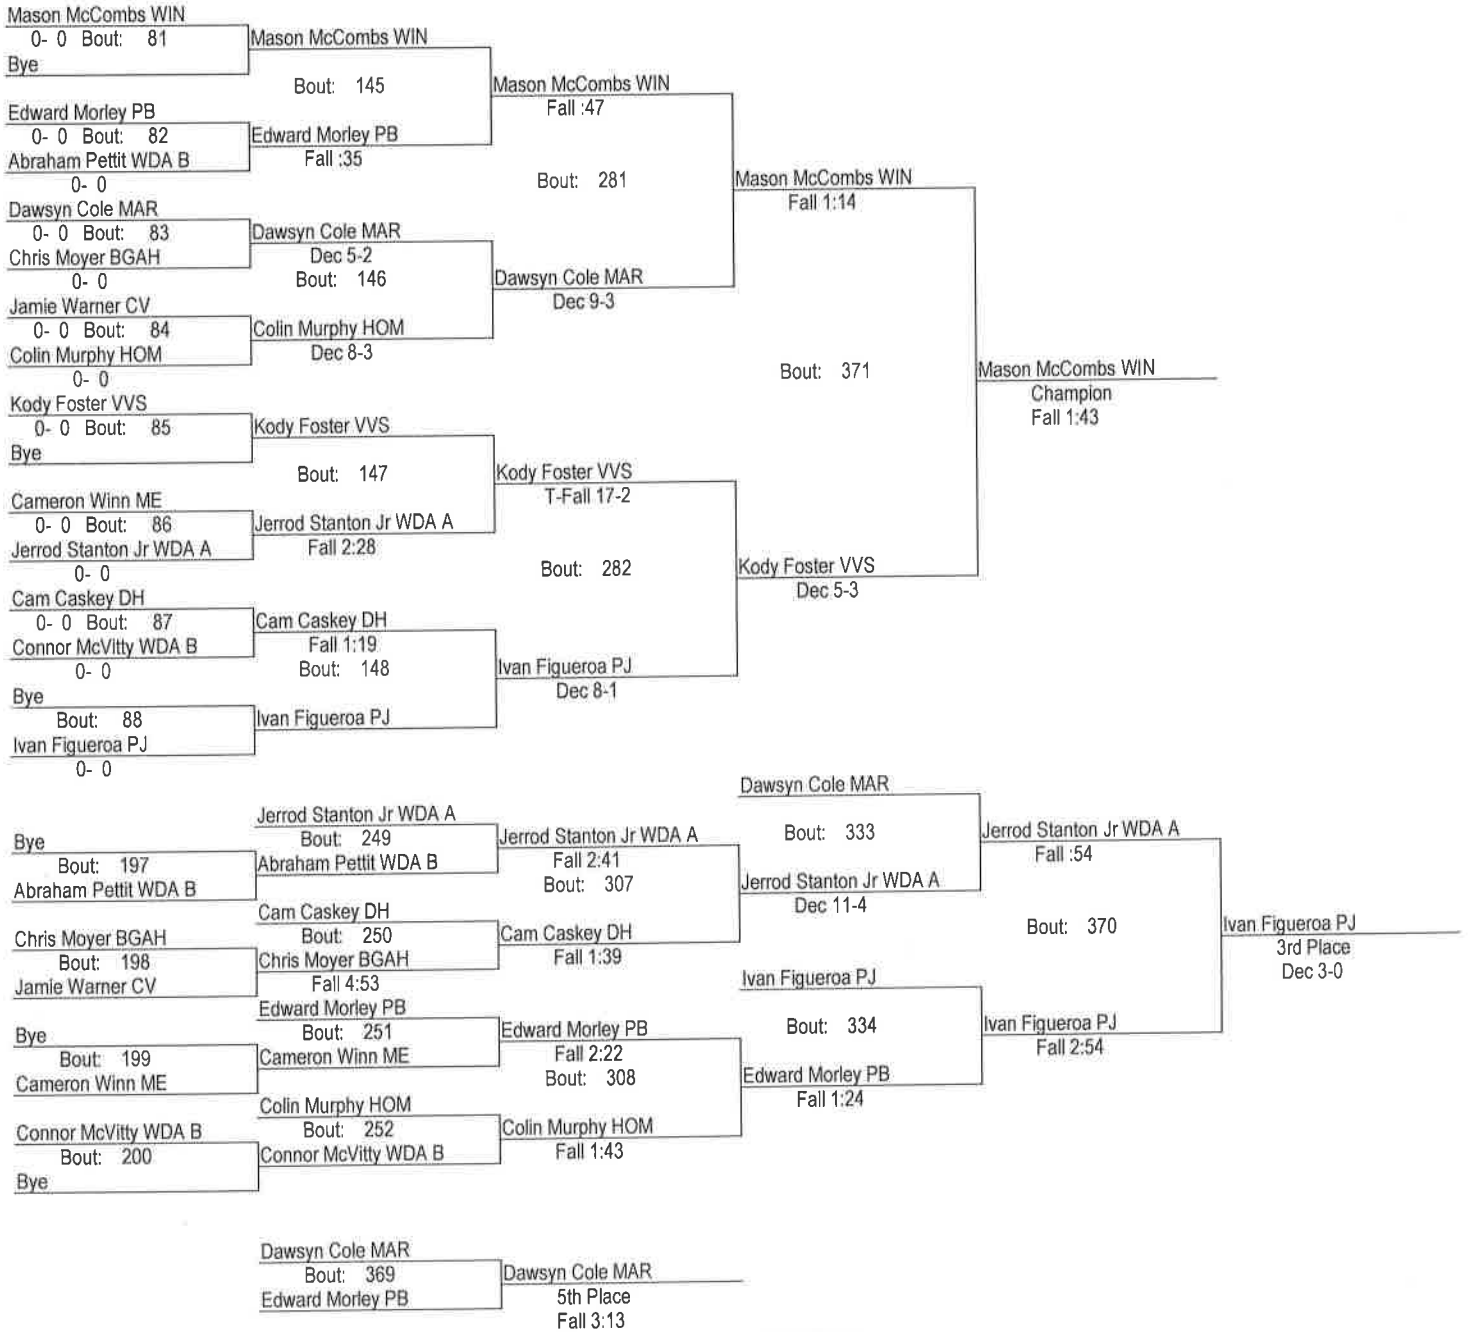 Mason McCombs WIN
0- 0 Bout: 81
Bye
Mason McCombs WIN
Bout: 145
Edward Morley PB
0- 0 Bout: 82
Abraham Pettit WDA B
0- 0
Edward Morley PB
Fall :35
Mason McCombs WIN
Fall :47
Bout: 281
Dawsyn Cole MAR
0- 0 Bout: 83
Chris Moyer BGAH
0- 0
Dawsyn Cole MAR
Dec 5-2
Bout: 146
Jamie Warner CV
0- 0 Bout: 84
Colin Murphy HOM
0- 0
Colin Murphy HOM
Dec 8-3
Dawsyn Cole MAR
Dec 9-3
Mason McCombs WIN
Fall 1:14
Bout: 371
Mason McCombs WIN
Champion
Fall 1:43
Kody Foster VVS
0- 0 Bout: 85
Bye
Kody Foster VVS
Bout: 147
Cameron Winn ME
0- 0 Bout: 86
Jerrod Stanton Jr WDA A
0- 0
Jerrod Stanton Jr WDA A
Fall 2:28
Kody Foster VVS
T-Fall 17-2
Bout: 282
Cam Caskey DH
0- 0 Bout: 87
Connor McVitty WDA B
0- 0
Cam Caskey DH
Fall 1:19
Bout: 148
Bye
Bout: 88
Ivan Figueroa PJ
0- 0
Ivan Figueroa PJ
Ivan Figueroa PJ
Dec 8-1
Kody Foster VVS
Dec 5-3
Bye
Bout: 197
Abraham Pettit WDA B
Jerrod Stanton Jr WDA A
Bout: 249
Abraham Pettit WDA B
Jerrod Stanton Jr WDA A
Fall 2:41
Bout: 307
Chris Moyer BGAH
Bout: 198
Jamie Warner CV
Cam Caskey DH
Bout: 250
Chris Moyer BGAH
Fall 4:53
Cam Caskey DH
Fall 1:39
Dawsyn Cole MAR
Bout: 333
Jerrod Stanton Jr WDA A
Dec 11-4
Jerrod Stanton Jr WDA A
Fall :54
Bout: 370
Ivan Figueroa PJ
3rd Place
Dec 3-0
Bye
Bout: 199
Cameron Winn ME
Edward Morley PB
Bout: 251
Cameron Winn ME
Edward Morley PB
Fall 2:22
Bout: 308
Connor McVitty WDA B
Bout: 200
Bye
Colin Murphy HOM
Bout: 252
Connor McVitty WDA B
Colin Murphy HOM
Fall 1:43
Ivan Figueroa PJ
Bout: 334
Edward Morley PB
Fall 1:24
Ivan Figueroa PJ
Fall 2:54
Dawsyn Cole MAR
Bout: 369
Edward Morley PB
Dawsyn Cole MAR
5th Place
Fall 3:13